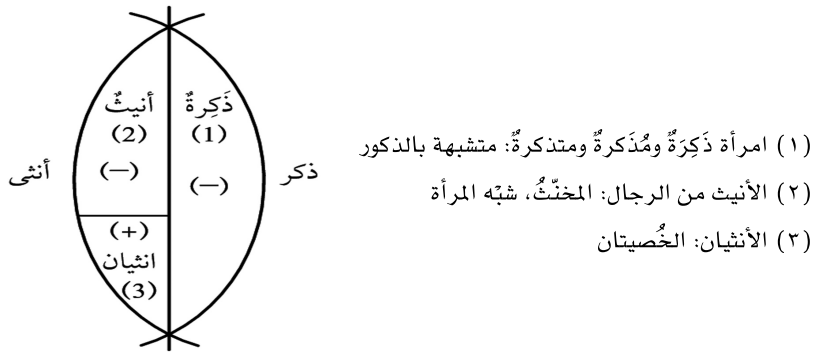 ذكر
ذَكِرةٌ
(1)
(−)
أنيثٌ
(2)
(−)
(+)
انثيان
(3)
أنثى
(١) امرأة ذَكِرَةٌ ومُذَكرةٌ ومتذكرةٌ: متشبهة بالذكور
(٢) الأنيث من الرجال: المخنّثُ، شبْه المرأة
(٣) الأنثيان: الخُصيتان